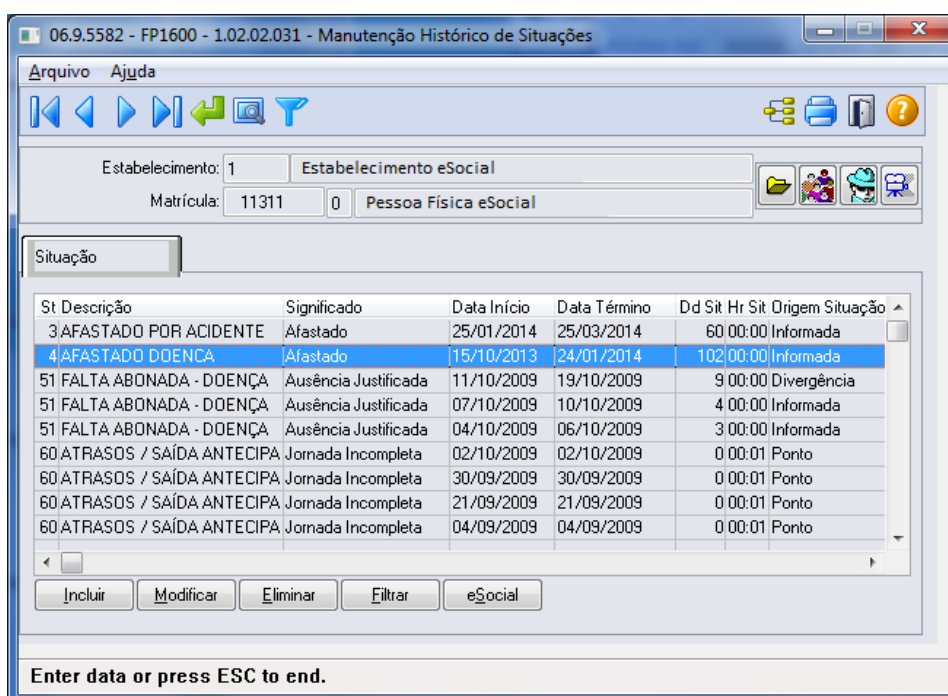 06.9.5582 - FP1600 - 1.02.02.031 - Manutenção Histórico de Situações
Arquivo Ajuda
Estabelecimento: 1 Estabelecimento eSocial
Matrícula: 11311 0 Pessoa Física eSocial
Situação
St Descrição Significado Data Início Data Término Dd Sit Hr Sit Origem Situação
3 AFASTADO POR ACIDENTE Afastado 25/01/2014 25/03/2014 60 00:00 Informada
4 AFASTADO DOENCA Afastado 15/10/2013 24/01/2014 102 00:00 Informada
51 FALTA ABONADA - DOENÇA Ausência Justificada 11/10/2009 19/10/2009 9 00:00 Divergência
51 FALTA ABONADA - DOENÇA Ausência Justificada 07/10/2009 10/10/2009 4 00:00 Informada
51 FALTA ABONADA - DOENÇA Ausência Justificada 04/10/2009 06/10/2009 3 00:00 Informada
60 ATRASOS / SAÍDA ANTECIPA Jornada Incompleta 02/10/2009 02/10/2009 0 00:01 Ponto
60 ATRASOS / SAÍDA ANTECIPA Jornada Incompleta 30/09/2009 30/09/2009 0 00:01 Ponto
60 ATRASOS / SAÍDA ANTECIPA Jornada Incompleta 21/09/2009 21/09/2009 0 00:01 Ponto
60 ATRASOS / SAÍDA ANTECIPA Jornada Incompleta 04/09/2009 04/09/2009 0 00:01 Ponto
Incluir Modificar Eliminar Filtrar eSocial
Enter data or press ESC to end.